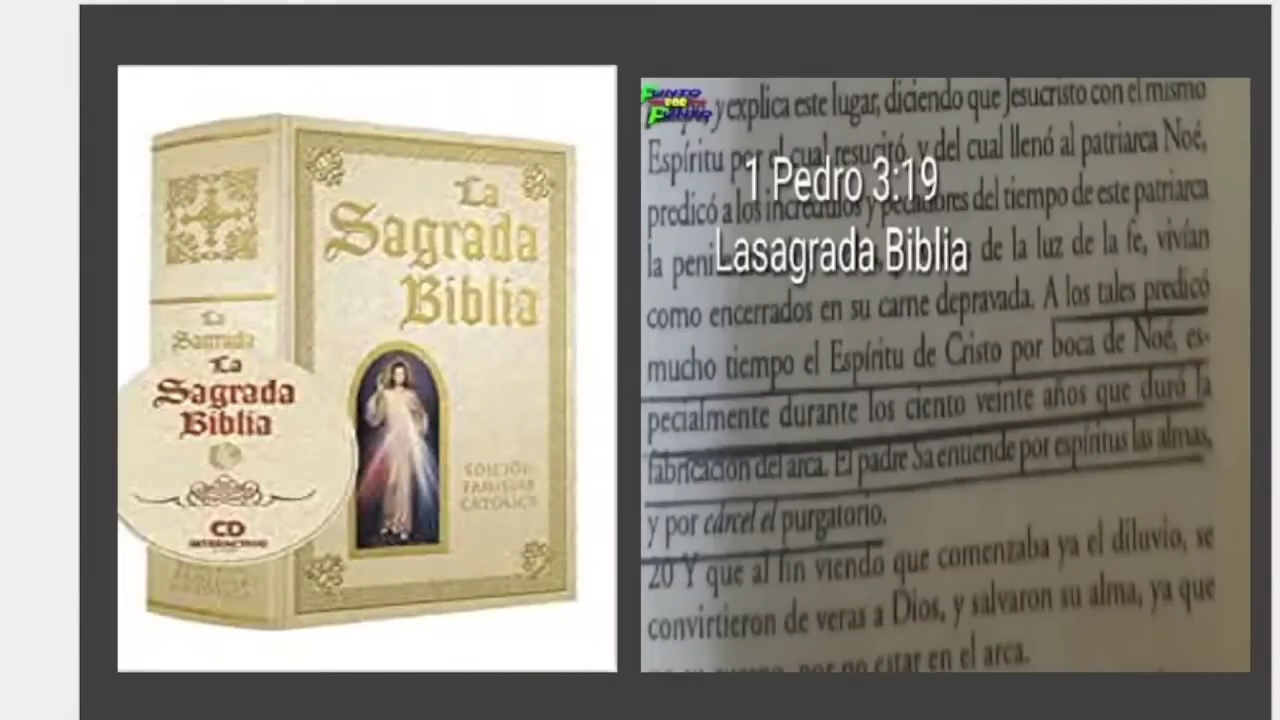 La
Sagrada
Biblia
La
Sagrada
La
Sagrada
Biblia
CD
INTERACTIVO
EDICIÓN
FAMILIAR
CATÓLICA
PUNTO
POR
PUNTO
1 Pedro 3:19
Lasagrada Biblia
y explica este lugar, diciendo que Jesucristo con el mismo
Espíritu por el cual resucitó, y del cual llenó al patriarca Noé,
predicó a los incrédulos y pecadores del tiempo de este patriarca
la de la luz de la fe, vivían
como encerrados en su carne depravada. A los tales predicó
mucho tiempo el Espíritu de Cristo por boca de Noé, es-
pecialmente durante los ciento veinte años que duró la
fabricación del arca. El padre Sa entiende por espíritus las almas,
y por cárcel el purgatorio.
20 Y que al fin viendo que comenzaba ya el diluvio, se
convirtieron de veras a Dios, y salvaron su alma, ya que
por no estar en el arca.